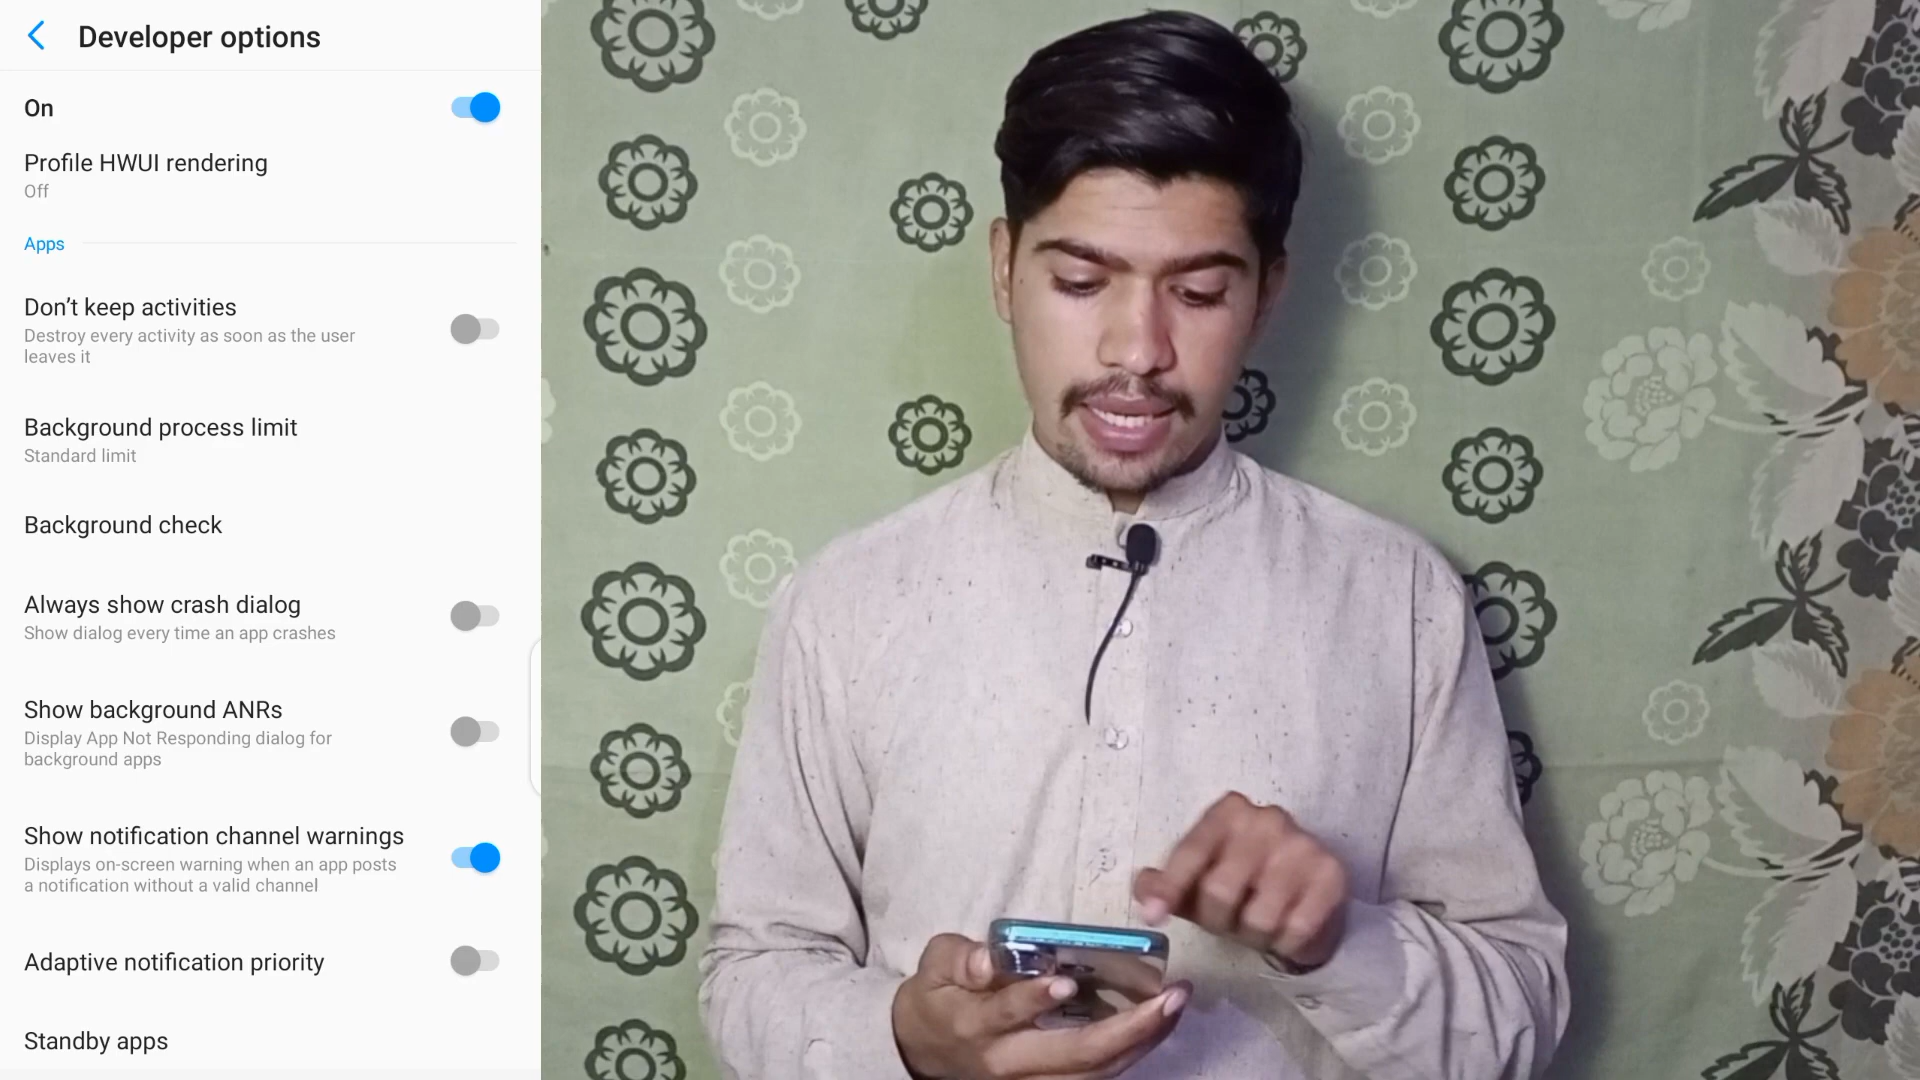 Developer options
On
Profile HWUI rendering
Off
Apps
Don’t keep activities
Destroy every activity as soon as the user
leaves it
Background process limit
Standard limit
Background check
Always show crash dialog
Show dialog every time an app crashes
Show background ANRs
Display App Not Responding dialog for
background apps
Show notification channel warnings
Displays on-screen warning when an app posts
a notification without a valid channel
Adaptive notification priority
Standby apps